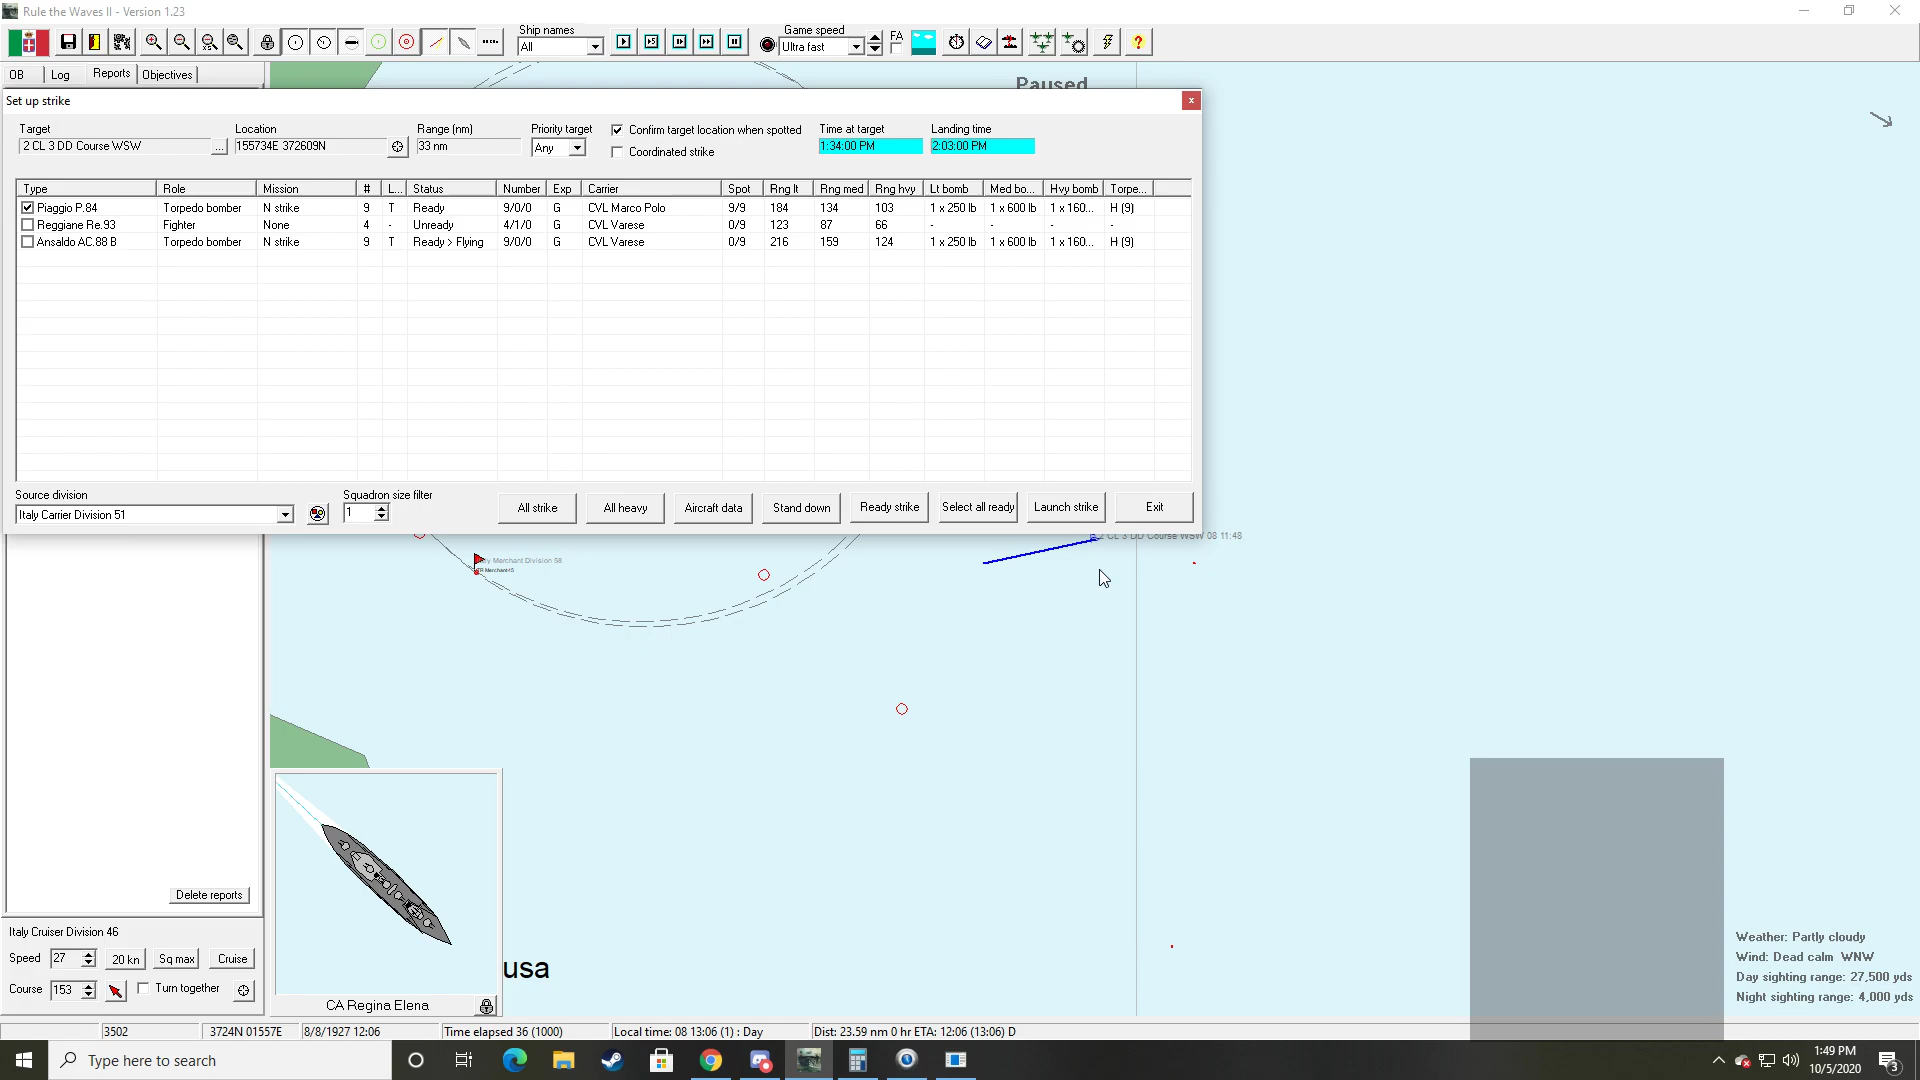 Rule the Waves II - Version 1.23
Ship names
All
Game speed
Ultra fast
FA
OB Log Reports Objectives
Paused
Set up strike
Target Location Range (nm) Priority target Confirm target location when spotted Time at target Landing time
2 CL 3 DD Course WSW ... 155734E 372609N 33 nm Any Coordinated strike 1:34:00 PM 2:03:00 PM
Type Role Mission # L... Status Number Exp Carrier Spot Rng lt Rng med Rng hvy Lt bomb Med bo... Hvy bomb Torpe...
Piaggio P.84 Torpedo bomber N strike 9 T Ready 9/0/0 G CVL Marco Polo 9/9 184 134 103 1 x 250 lb 1 x 600 lb 1 x 160... H (9)
Reggiane Re.93 Fighter None 4 - Unready 4/1/0 G CVL Varese 0/9 123 87 66 - - - -
Ansaldo AC.88 B Torpedo bomber N strike 9 T Ready > Flying 9/0/0 G CVL Varese 0/9 216 159 124 1 x 250 lb 1 x 600 lb 1 x 160... H (9)
Source division Squadron size filter
Italy Carrier Division 51 1 All strike All heavy Aircraft data Stand down Ready strike Select all ready Launch strike Exit
2 CL 3 DD Course WSW 08 11:48
Merchant Division 58
Delete reports
Italy Cruiser Division 46
Speed 27 20 kn Sq max Cruise
Course 153 Turn together
CA Regina Elena
usa
Weather: Partly cloudy
Wind: Dead calm WNW
Day sighting range: 27,500 yds
Night sighting range: 4,000 yds
3502 3724N 01557E 8/8/1927 12:06 Time elapsed 36 (1000) Local time: 08 13:06 (1) : Day Dist: 23.59 nm 0 hr ETA: 12:06 (13:06) D
Type here to search
1:49 PM
10/5/2020
3